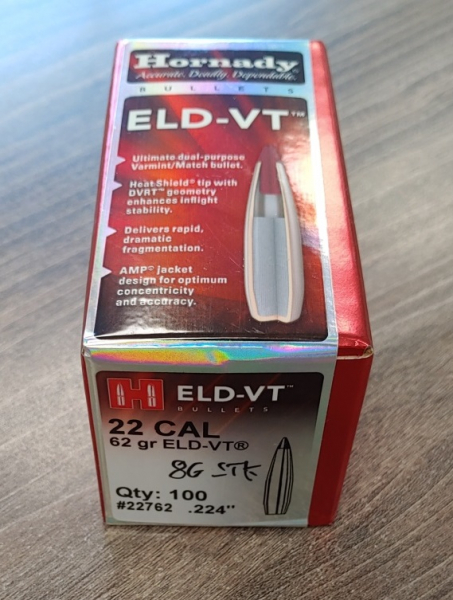 Hornady®
Accurate. Deadly. Dependable.
BULLETS
ELD-VT™
Ultimate dual-purpose
Varmint/Match bullet.
Heat Shield® tip with
DVRT™ geometry
enhances inflight
stability.
Delivers rapid,
dramatic
fragmentation.
AMP® jacket
design for optimum
concentricity
and accuracy.
H ELD-VT™
BULLETS
22 CAL
62 gr ELD-VT®
8G STK
Qty: 100
#22762 .224"